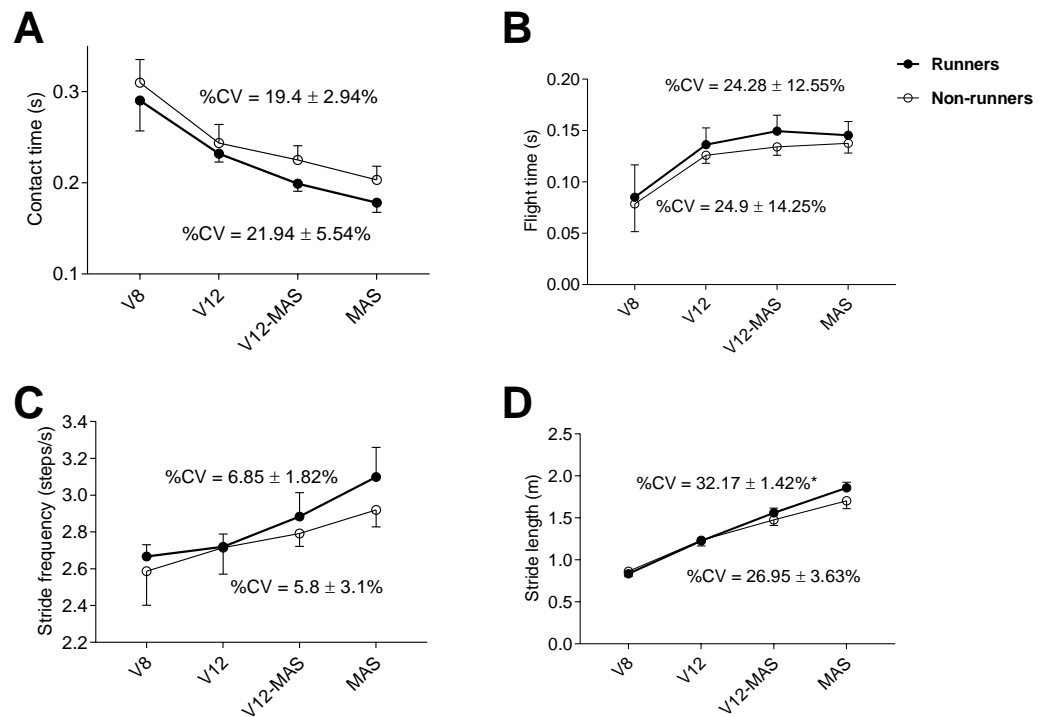 A
Contact time (s)
0.3
0.2
0.1
%CV = 19.4 ± 2.94%
%CV = 21.94 ± 5.54%
V8
V12
V12-MAS
MAS
B
Flight time (s)
0.20
0.15
0.10
0.05
0.00
%CV = 24.28 ± 12.55%
%CV = 24.9 ± 14.25%
V8
V12
V12-MAS
MAS
Runners
Non-runners
C
Stride frequency (steps/s)
3.4
3.2
3.0
2.8
2.6
2.4
2.2
%CV = 6.85 ± 1.82%
%CV = 5.8 ± 3.1%
V8
V12
V12-MAS
MAS
D
Stride length (m)
2.5
2.0
1.5
1.0
0.5
0.0
%CV = 32.17 ± 1.42%*
%CV = 26.95 ± 3.63%
V8
V12
V12-MAS
MAS